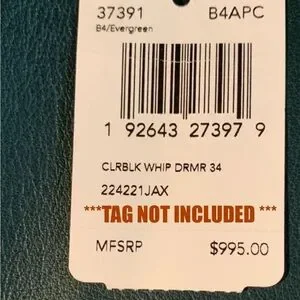 37391 B4APC
B4/Evergreen
1 92643 27397 9
CLRBLK WHIP DRMR 34
224221JAX
***TAG NOT INCLUDED ***
MFSRP $995.00